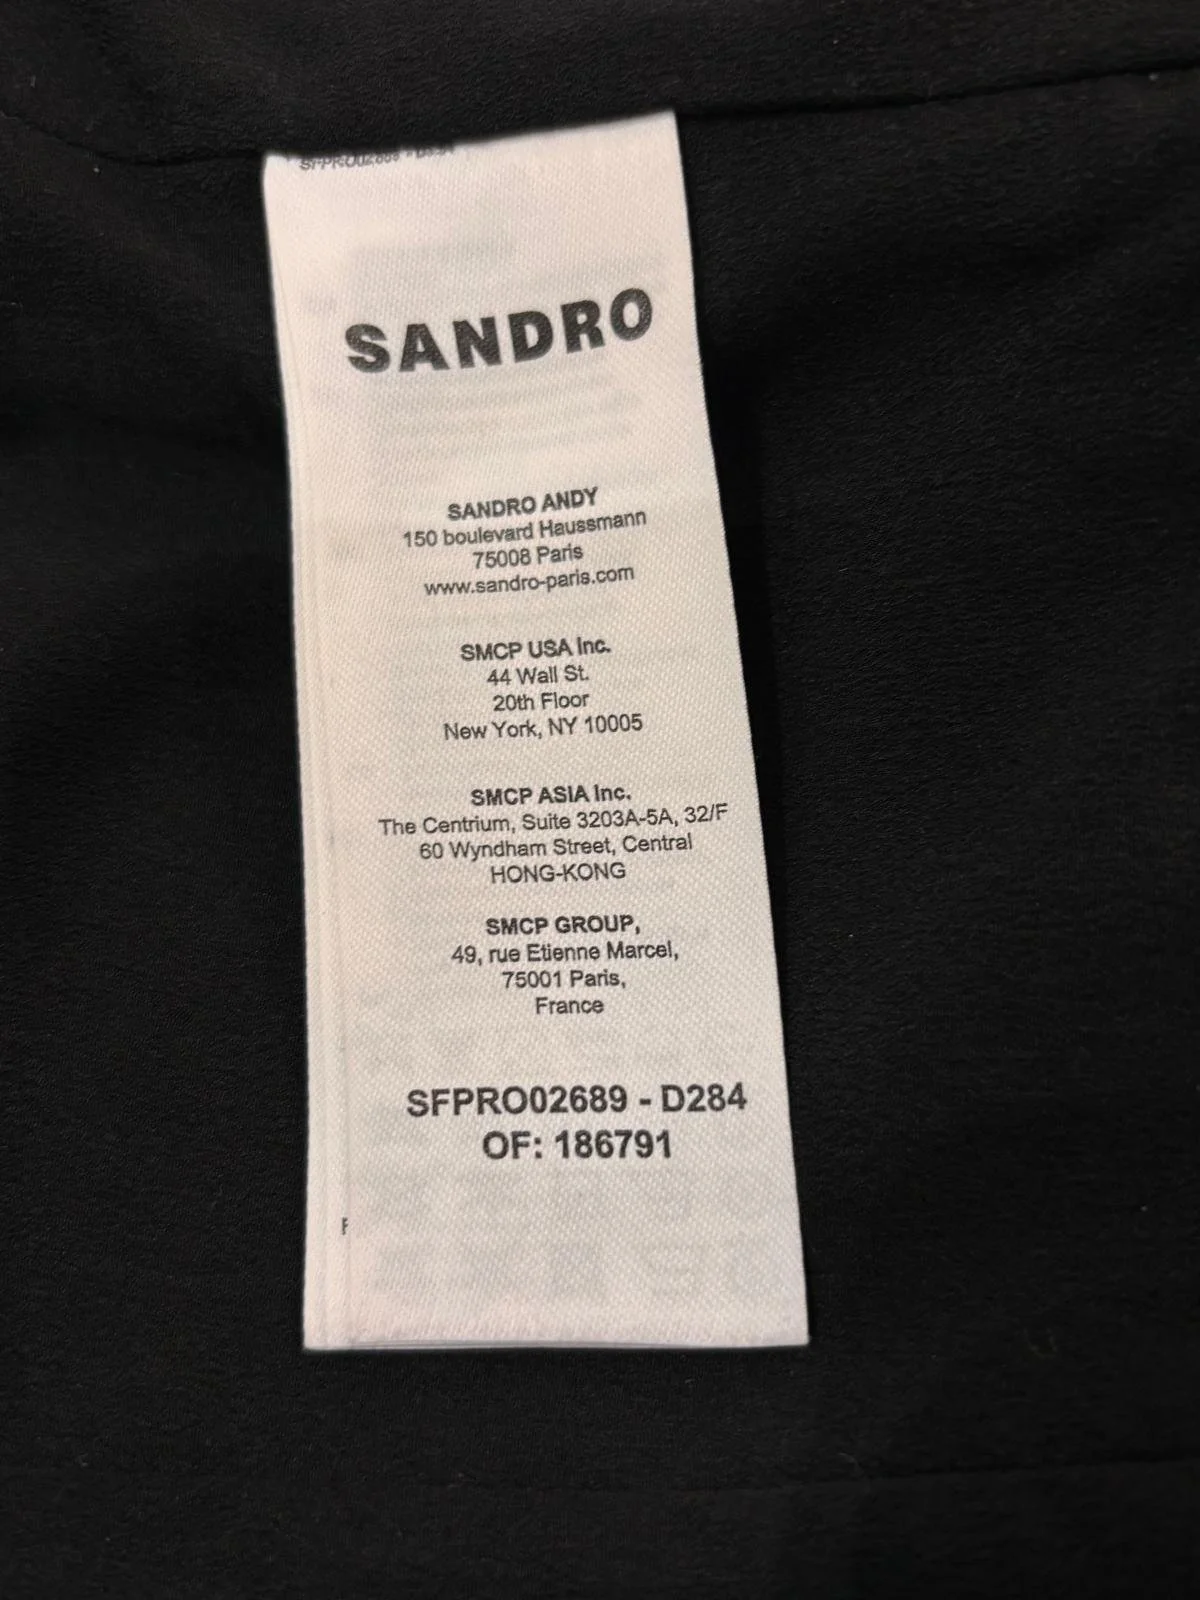 SANDRO
SANDRO ANDY
150 boulevard Haussmann
75008 Paris
www.sandro-paris.com
SMCP USA Inc.
44 Wall St.
20th Floor
New York, NY 10005
SMCP ASIA Inc.
The Centrium, Suite 3203A-5A, 32/F
60 Wyndham Street, Central
HONG-KONG
SMCP GROUP,
49, rue Etienne Marcel,
75001 Paris,
France
SFPRO02689 - D284
OF: 186791
F